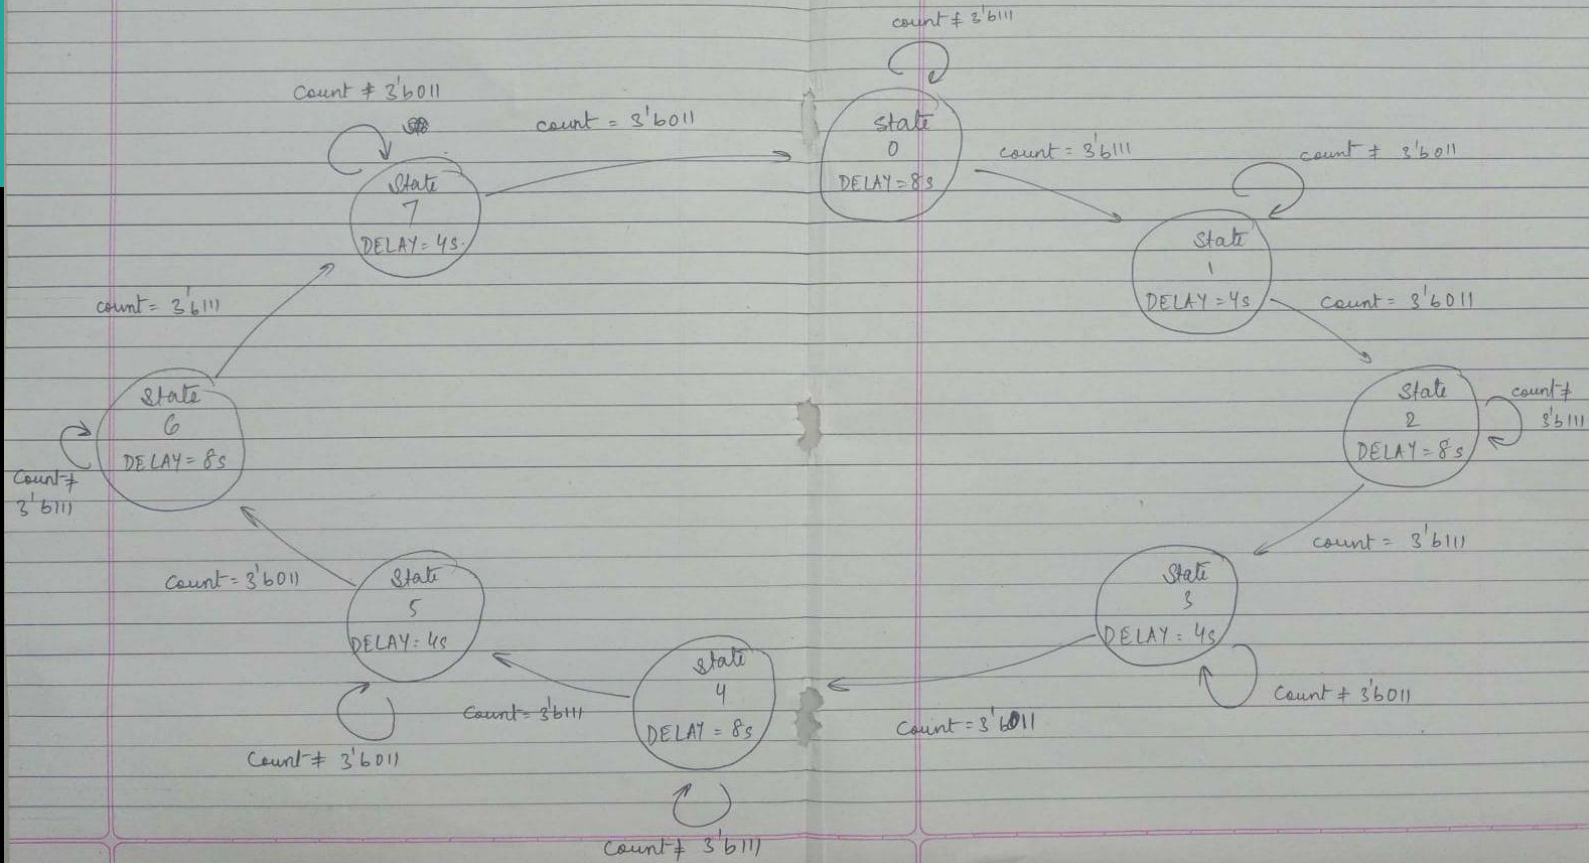 count ≠ 3'b111
State
0
DELAY = 8s
count = 3'b111
count ≠ 3'b011
State
1
DELAY = 4s
count = 3'b011
State
2
DELAY = 8s
count ≠
3'b111
count = 3'b111
State
3
DELAY = 4s
Count ≠ 3'b011
Count = 3'b011
State
4
DELAY = 8s
Count ≠ 3'b111
Count = 3'b111
State
5
DELAY = 4s
Count ≠ 3'b011
Count = 3'b011
State
6
DELAY = 8s
Count ≠
3'b111
count = 3'b111
State
7
DELAY = 4s.
Count ≠ 3'b011
count = 3'b011